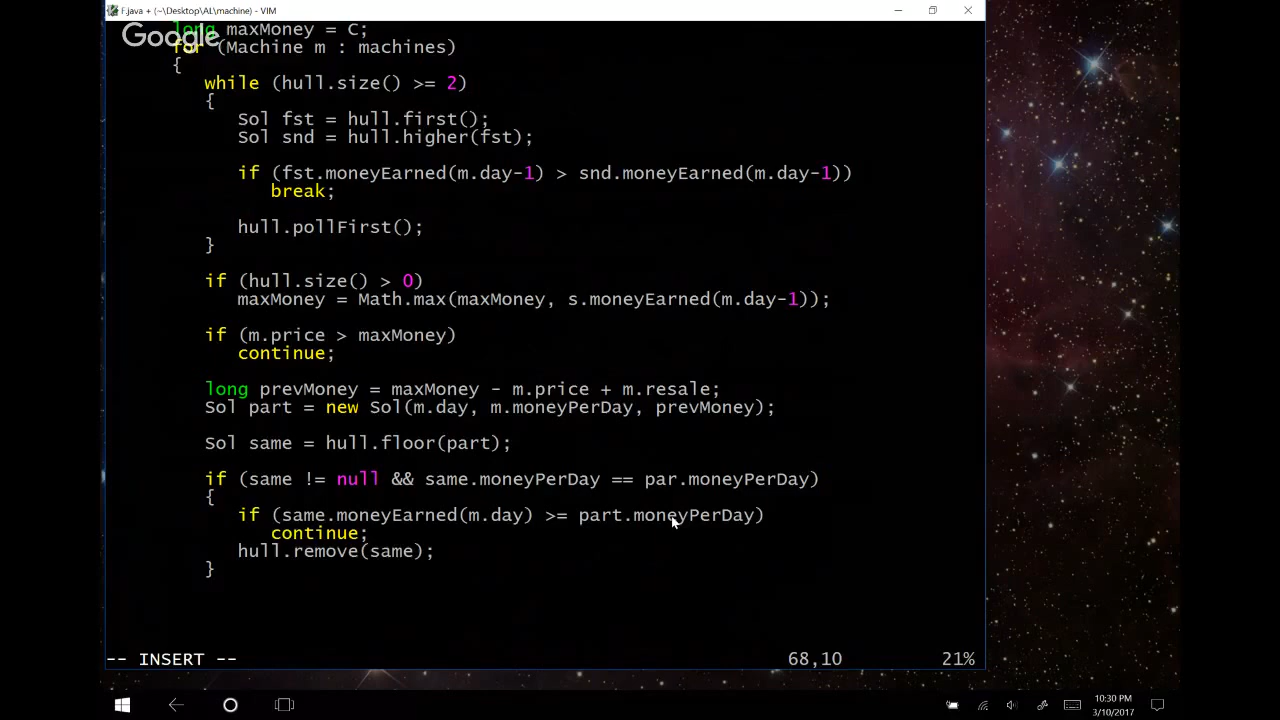 F.java + (~\Desktop\AL\machine) - VIM
long maxMoney = C;
Google
for (Machine m : machines)
{
while (hull.size() >= 2)
{
Sol fst = hull.first();
Sol snd = hull.higher(fst);
if (fst.moneyEarned(m.day-1) > snd.moneyEarned(m.day-1))
break;
hull.pollFirst();
}
if (hull.size() > 0)
maxMoney = Math.max(maxMoney, s.moneyEarned(m.day-1));
if (m.price > maxMoney)
continue;
long prevMoney = maxMoney - m.price + m.resale;
Sol part = new Sol(m.day, m.moneyPerDay, prevMoney);
Sol same = hull.floor(part);
if (same != null && same.moneyPerDay == par.moneyPerDay)
{
if (same.moneyEarned(m.day) >= part.moneyPerDay)
continue;
hull.remove(same);
}
-- INSERT -- 68,10 21%
10:30 PM
3/10/2017